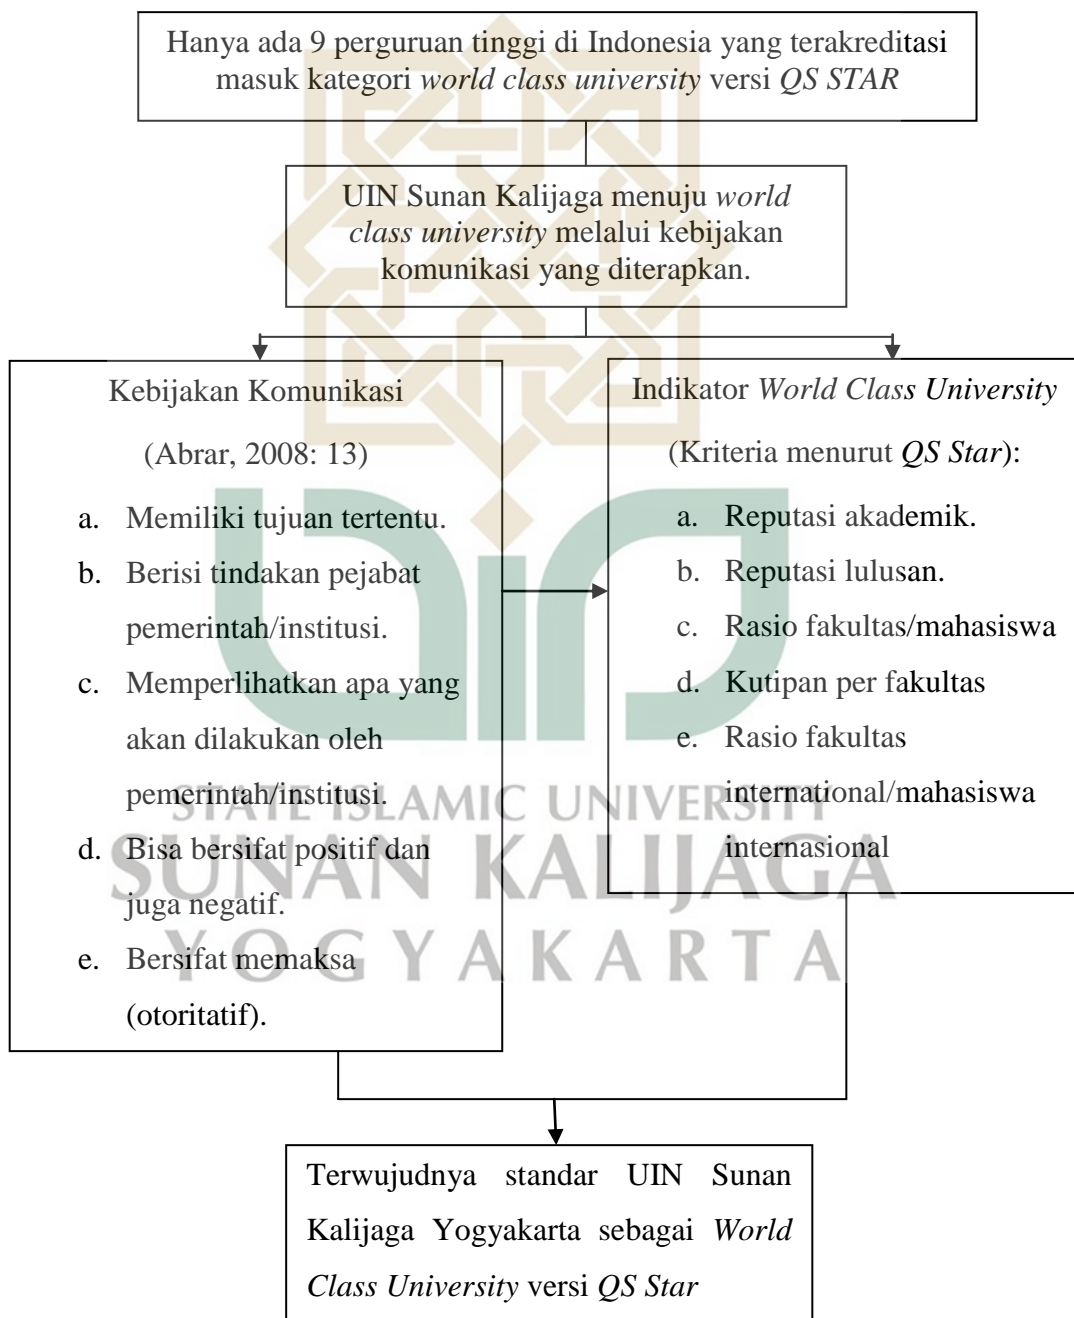 Hanya ada 9 perguruan tinggi di Indonesia yang terakreditasi
masuk kategori world class university versi QS STAR
UIN Sunan Kalijaga menuju world
class university melalui kebijakan
komunikasi yang diterapkan.
Kebijakan Komunikasi
(Abrar, 2008: 13)
a. Memiliki tujuan tertentu.
b. Berisi tindakan pejabat
pemerintah/institusi.
c. Memperlihatkan apa yang
akan dilakukan oleh
pemerintah/institusi.
d. Bisa bersifat positif dan
juga negatif.
e. Bersifat memaksa
(otoritatif).
Indikator World Class University
(Kriteria menurut QS Star):
a. Reputasi akademik.
b. Reputasi lulusan.
c. Rasio fakultas/mahasiswa
d. Kutipan per fakultas
e. Rasio fakultas
international/mahasiswa
internasional
STATE ISLAMIC UNIVERSITY
SUNAN KALIJAGA
YOGYAKARTA
Terwujudnya standar UIN Sunan
Kalijaga Yogyakarta sebagai World
Class University versi QS Star